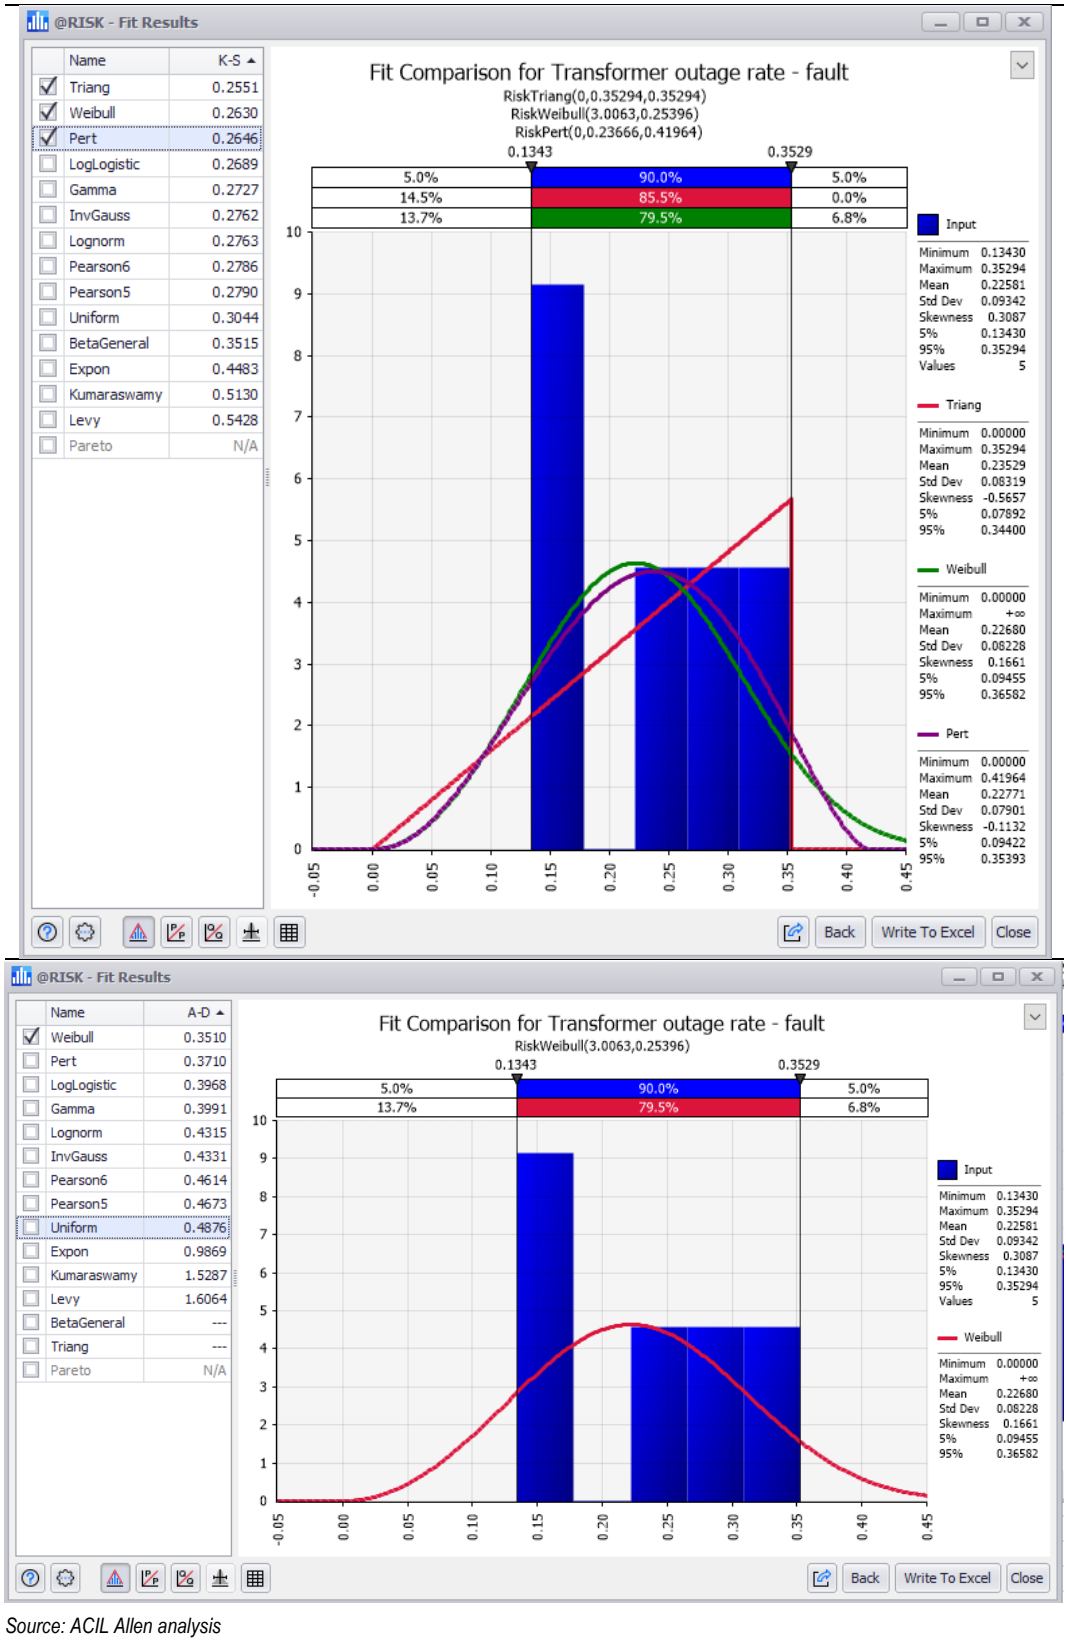 @RISK - Fit Results
Name K-S
Triang 0.2551
Weibull 0.2630
Pert 0.2646
LogLogistic 0.2689
Gamma 0.2727
InvGauss 0.2762
Lognorm 0.2763
Pearson6 0.2786
Pearson5 0.2790
Uniform 0.3044
BetaGeneral 0.3515
Expon 0.4483
Kumaraswamy 0.5130
Levy 0.5428
Pareto N/A
Fit Comparison for Transformer outage rate - fault
RiskTriang(0,0.35294,0.35294)
RiskWeibull(3.0063,0.25396)
RiskPert(0,0.23666,0.41964)
0.1343 0.3529
5.0% 90.0% 5.0%
14.5% 85.5% 0.0%
13.7% 79.5% 6.8%
10
9
8
7
6
5
4
3
2
1
0
-0.05 0.00 0.05 0.10 0.15 0.20 0.25 0.30 0.35 0.40 0.45
Input
Minimum 0.13430
Maximum 0.35294
Mean 0.22581
Std Dev 0.09342
Skewness 0.3087
5% 0.13430
95% 0.35294
Values 5
Triang
Minimum 0.00000
Maximum 0.35294
Mean 0.23529
Std Dev 0.08319
Skewness -0.5657
5% 0.07892
95% 0.34400
Weibull
Minimum 0.00000
Maximum +∞
Mean 0.22680
Std Dev 0.08228
Skewness 0.1661
5% 0.09455
95% 0.36582
Pert
Minimum 0.00000
Maximum 0.41964
Mean 0.22771
Std Dev 0.07901
Skewness -0.1132
5% 0.09422
95% 0.35393
Back Write To Excel Close
@RISK - Fit Results
Name A-D
Weibull 0.3510
Pert 0.3710
LogLogistic 0.3968
Gamma 0.3991
Lognorm 0.4315
InvGauss 0.4331
Pearson6 0.4614
Pearson5 0.4673
Uniform 0.4876
Expon 0.9869
Kumaraswamy 1.5287
Levy 1.6064
BetaGeneral ---
Triang ---
Pareto N/A
Fit Comparison for Transformer outage rate - fault
RiskWeibull(3.0063,0.25396)
0.1343 0.3529
5.0% 90.0% 5.0%
13.7% 79.5% 6.8%
10
9
8
7
6
5
4
3
2
1
0
-0.05 0.00 0.05 0.10 0.15 0.20 0.25 0.30 0.35 0.40 0.45
Input
Minimum 0.13430
Maximum 0.35294
Mean 0.22581
Std Dev 0.09342
Skewness 0.3087
5% 0.13430
95% 0.35294
Values 5
Weibull
Minimum 0.00000
Maximum +∞
Mean 0.22680
Std Dev 0.08228
Skewness 0.1661
5% 0.09455
95% 0.36582
Back Write To Excel Close
Source: ACIL Allen analysis